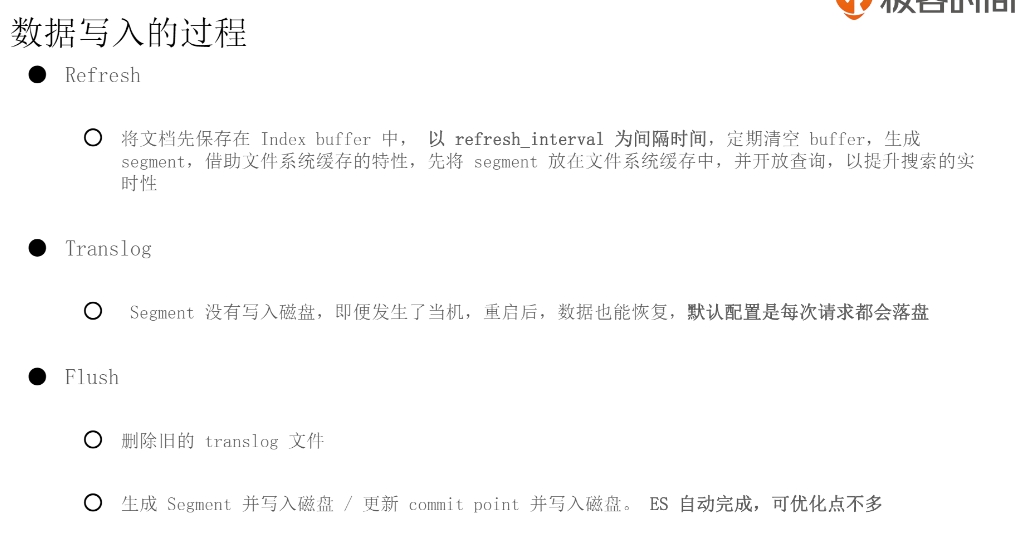 数据写入的过程
● Refresh
○ 将文档先保存在 Index buffer 中， 以 refresh_interval 为间隔时间，定期清空 buffer，生成
segment，借助文件系统缓存的特性，先将 segment 放在文件系统缓存中，并开放查询，以提升搜索的实
时性
● Translog
○ Segment 没有写入磁盘，即便发生了当机，重启后，数据也能恢复，默认配置是每次请求都会落盘
● Flush
○ 删除旧的 translog 文件
○ 生成 Segment 并写入磁盘 / 更新 commit point 并写入磁盘。 ES 自动完成，可优化点不多